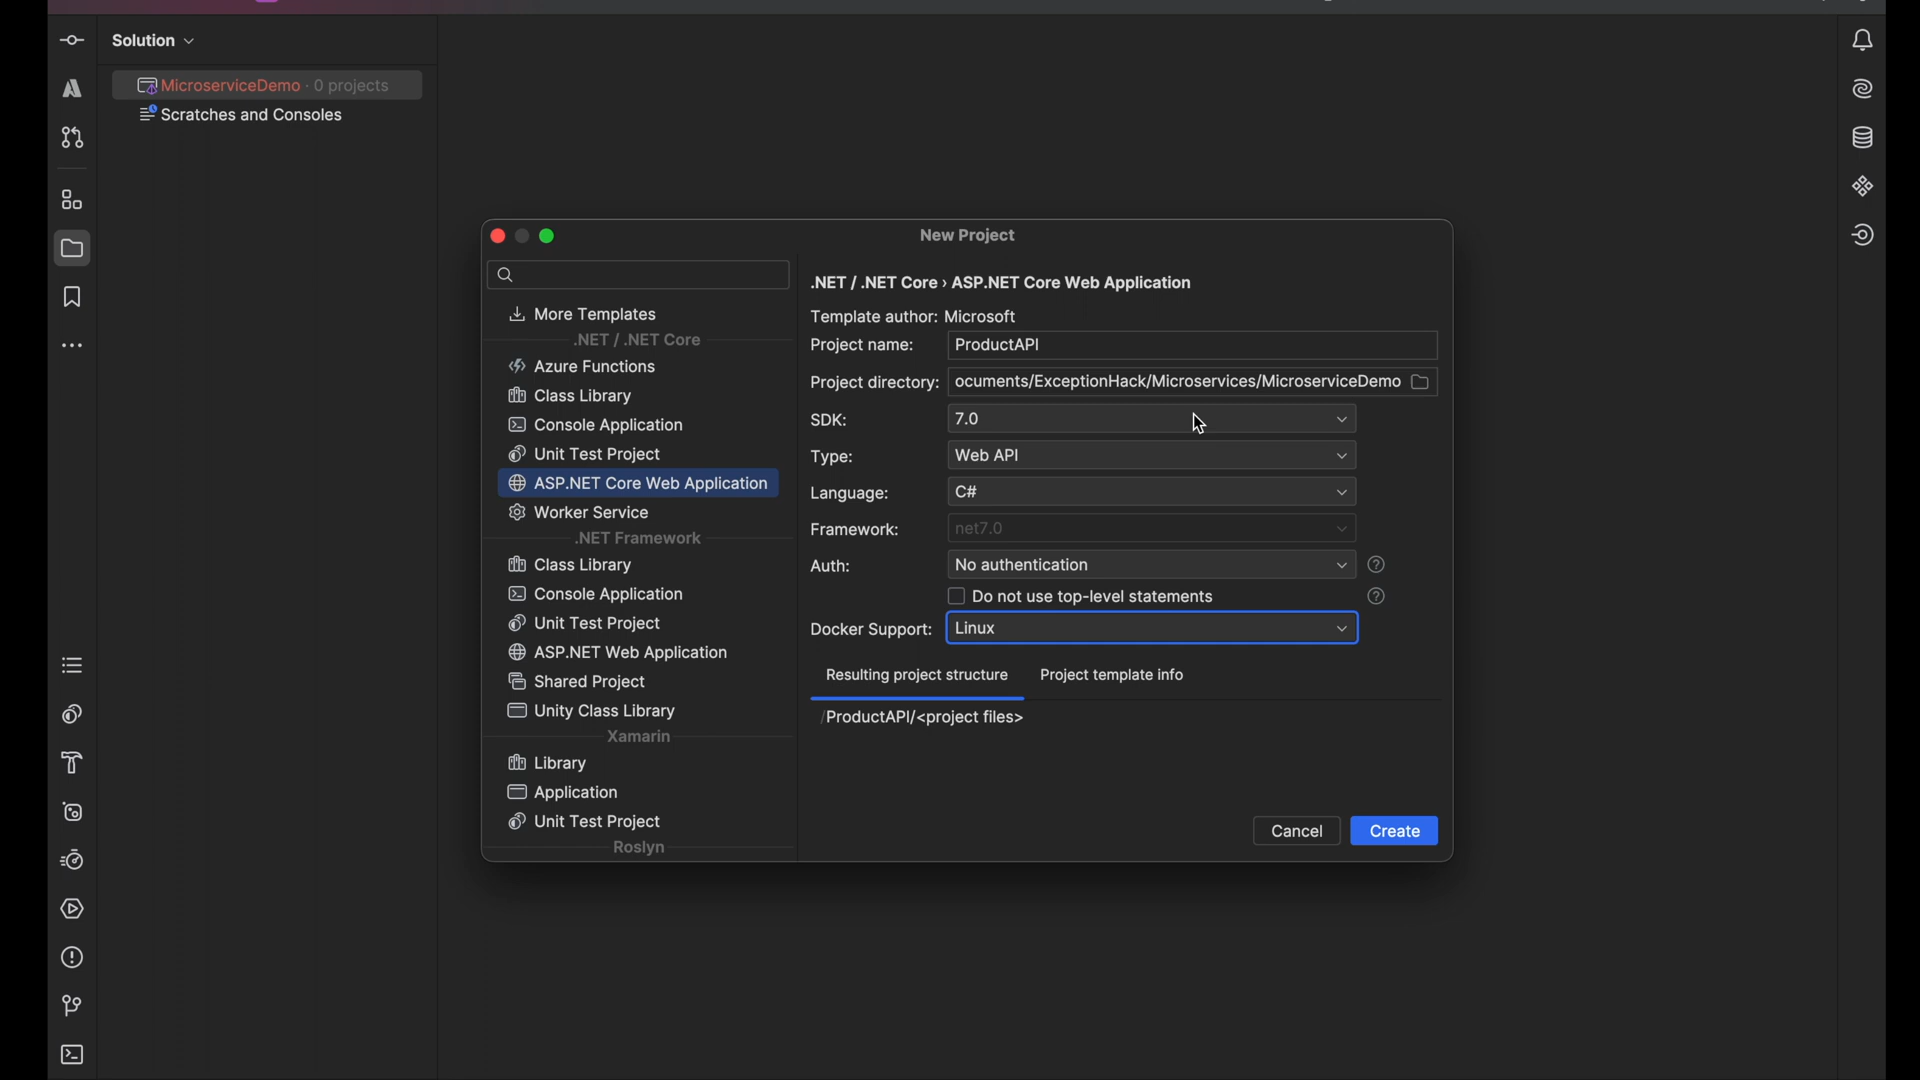 Solution
MicroserviceDemo · 0 projects
Scratches and Consoles
New Project
More Templates
.NET / .NET Core
Azure Functions
Class Library
Console Application
Unit Test Project
ASP.NET Core Web Application
Worker Service
.NET Framework
Class Library
Console Application
Unit Test Project
ASP.NET Web Application
Shared Project
Unity Class Library
Xamarin
Library
Application
Unit Test Project
Roslyn
.NET / .NET Core › ASP.NET Core Web Application
Template author: Microsoft
Project name: ProductAPI
Project directory: ocuments/ExceptionHack/Microservices/MicroserviceDemo
SDK: 7.0
Type: Web API
Language: C#
Framework: net7.0
Auth: No authentication
Do not use top-level statements
Docker Support: Linux
Resulting project structure Project template info
/ProductAPI/<project files>
Cancel Create